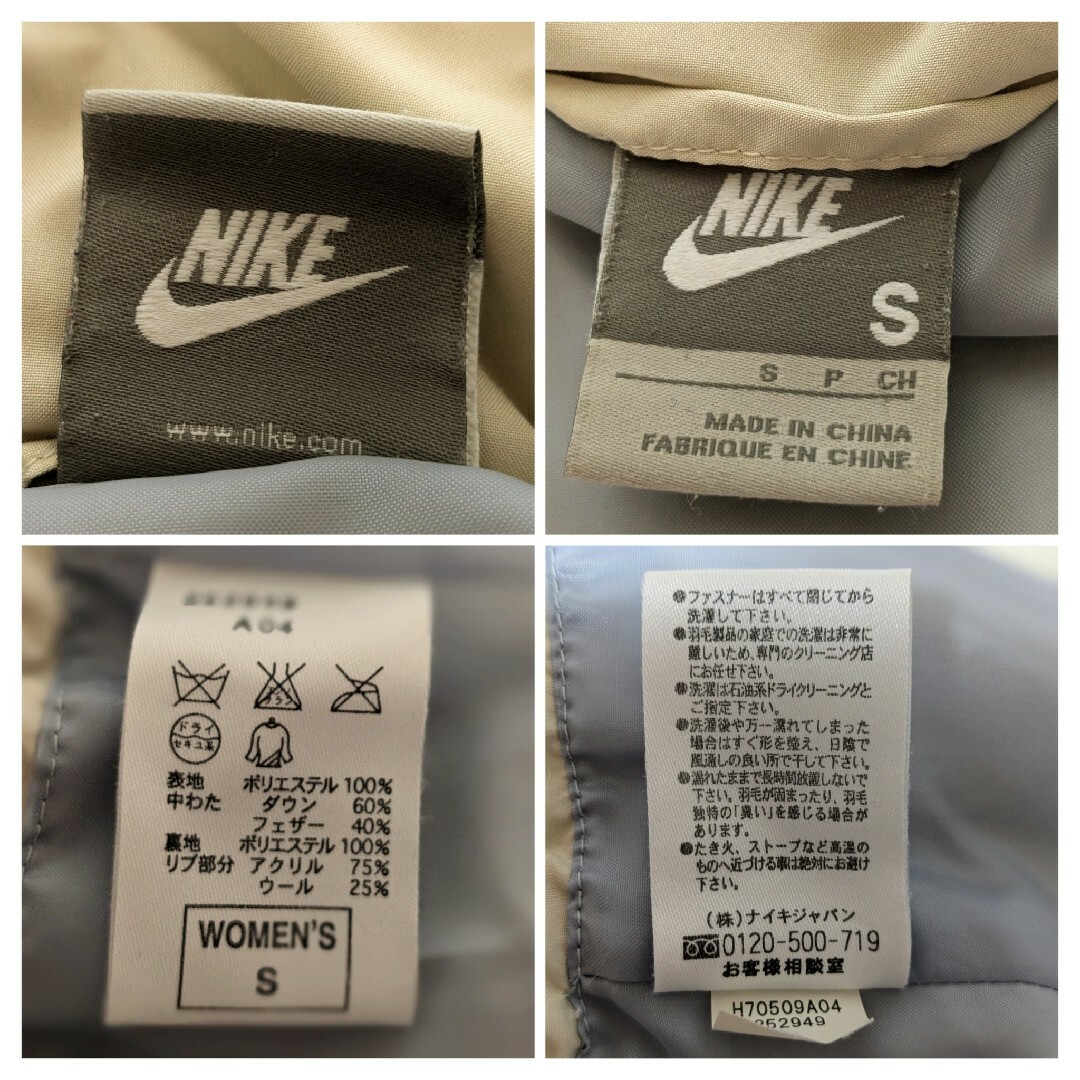 NIKE
www.nike.com
NIKE
S
S P CH
MADE IN CHINA
FABRIQUE EN CHINE
A04
ドライ
セキユ系
表地 ポリエステル 100%
中わた ダウン 60%
フェザー 40%
裏地 ポリエステル 100%
リブ部分 アクリル 75%
ウール 25%
WOMEN'S
S
●ファスナーはすべて閉じてから
洗濯して下さい。
●羽毛製品の家庭での洗濯は非常に
難しいため、専門のクリーニング店
にお任せ下さい。
●洗濯は石油系ドライクリーニングと
ご指定下さい。
●洗濯後や万一濡れてしまった
場合はすぐ形を整え、日陰で
風通しの良い所で干して下さい。
●濡れたままで長時間放置しないで
下さい。羽毛が固まったり、羽毛
独特の「臭い」を感じる場合が
あります。
●たき火、ストーブなど高温の
ものへ近づける事は絶対にお避け
下さい。
(株)ナイキジャパン
0120-500-719
お客様相談室
H70509A04
252949